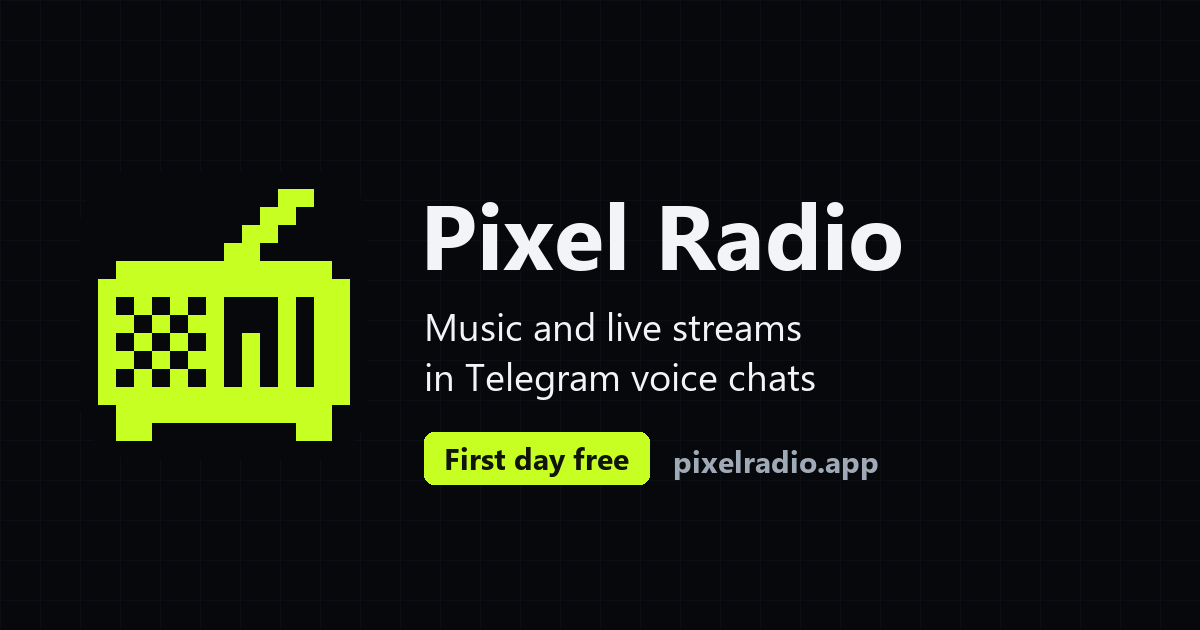 Pixel Radio
Music and live streams
in Telegram voice chats
First day free
pixelradio.app